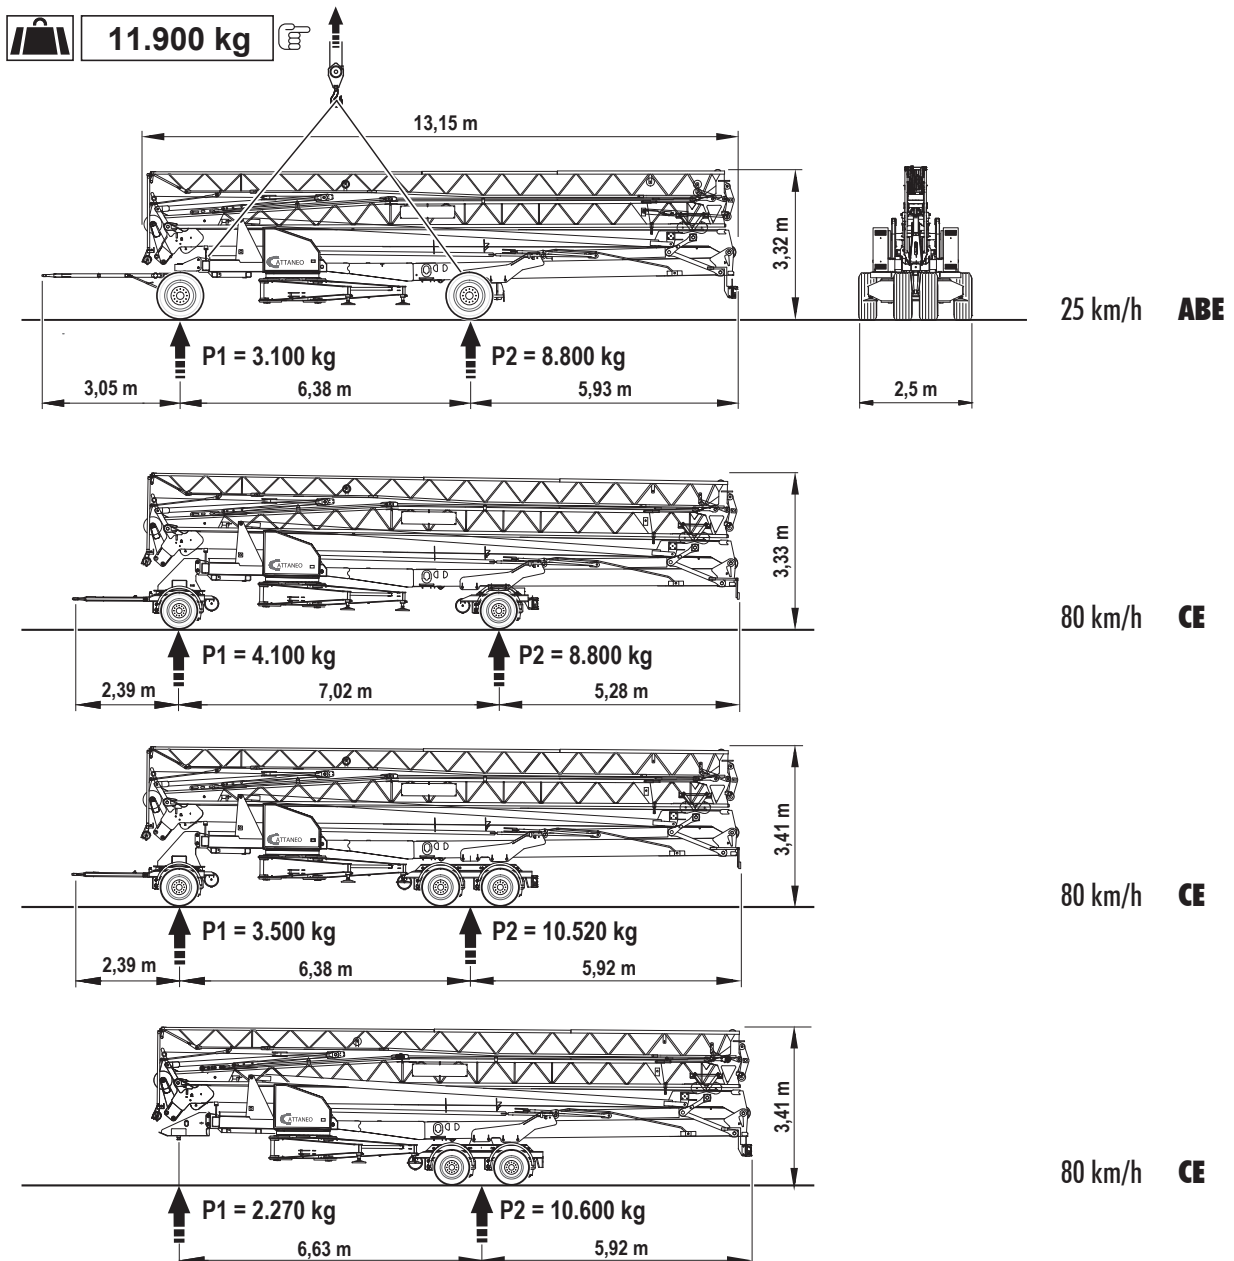 11.900 kg
13,15 m
3,32 m
CATTANEO
25 km/h ABE
P1 = 3.100 kg
P2 = 8.800 kg
3,05 m
6,38 m
5,93 m
2,5 m
3,33 m
CATTANEO
80 km/h CE
P1 = 4.100 kg
P2 = 8.800 kg
2,39 m
7,02 m
5,28 m
3,41 m
CATTANEO
80 km/h CE
P1 = 3.500 kg
P2 = 10.520 kg
2,39 m
6,38 m
5,92 m
3,41 m
CATTANEO
80 km/h CE
P1 = 2.270 kg
P2 = 10.600 kg
6,63 m
5,92 m